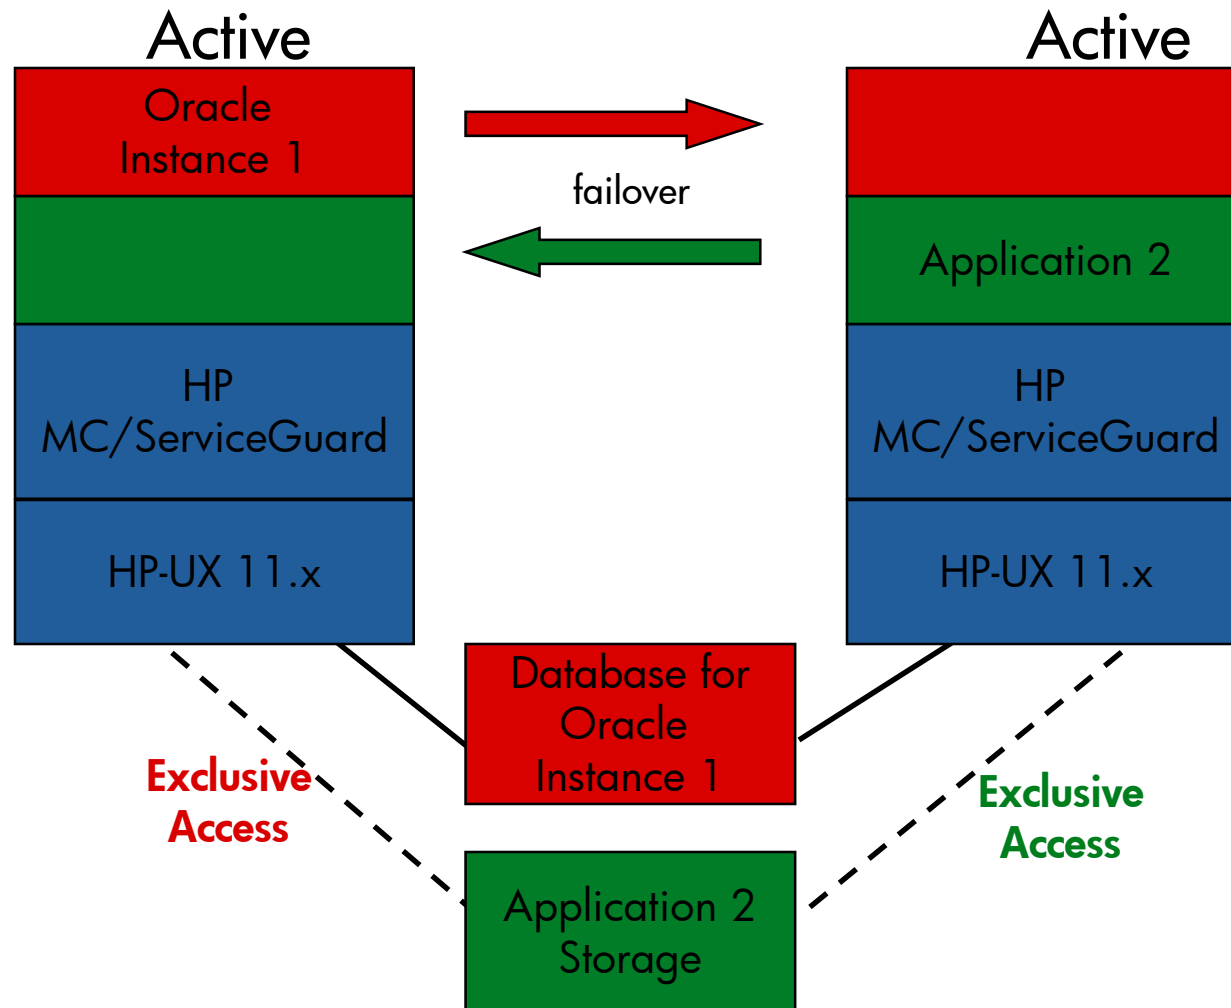 Active
Active
Oracle
Instance 1
failover
Application 2
HP
MC/ServiceGuard
HP
MC/ServiceGuard
HP-UX 11.x
HP-UX 11.x
Database for
Oracle
Instance 1
Exclusive
Access
Exclusive
Access
Application 2
Storage